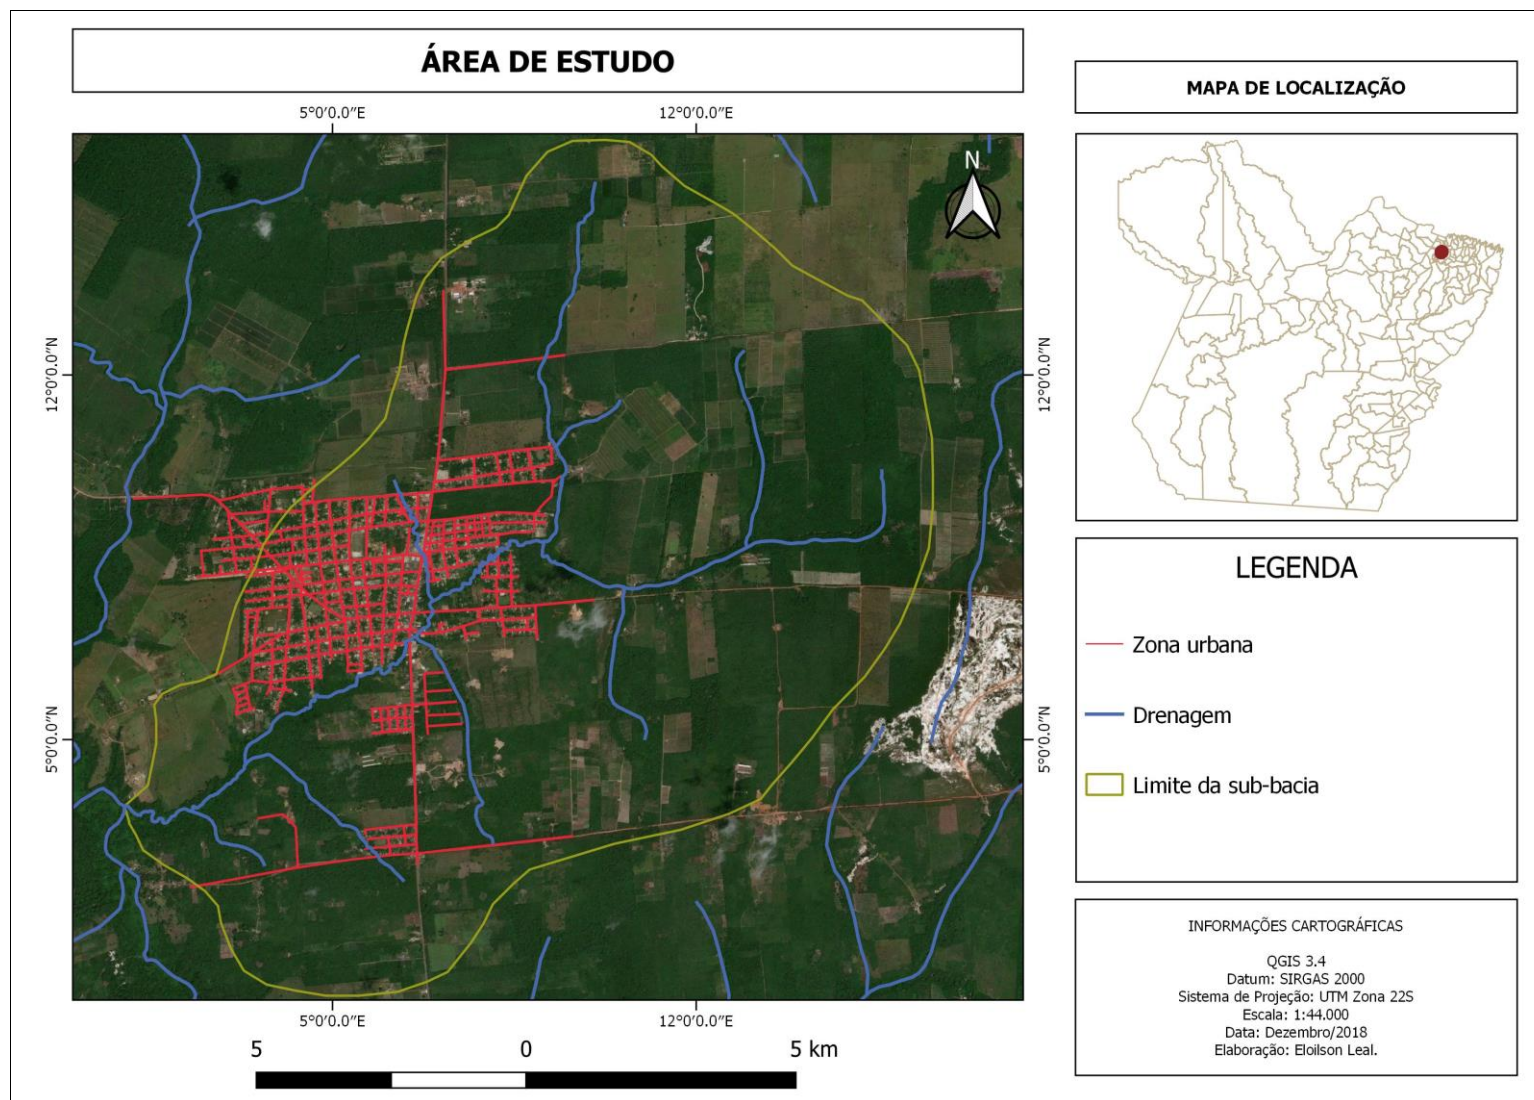 ÁREA DE ESTUDO
5°0'0.0"E
12°0'0.0"E
N
12°0'0.0"N
12°0'0.0"N
5°0'0.0"N
5°0'0.0"N
5°0'0.0"E
12°0'0.0"E
5
0
5 km
MAPA DE LOCALIZAÇÃO
LEGENDA
Zona urbana
Drenagem
Limite da sub-bacia
INFORMAÇÕES CARTOGRÁFICAS
QGIS 3.4
Datum: SIRGAS 2000
Sistema de Projeção: UTM Zona 22S
Escala: 1:44.000
Data: Dezembro/2018
Elaboração: Eloilson Leal.